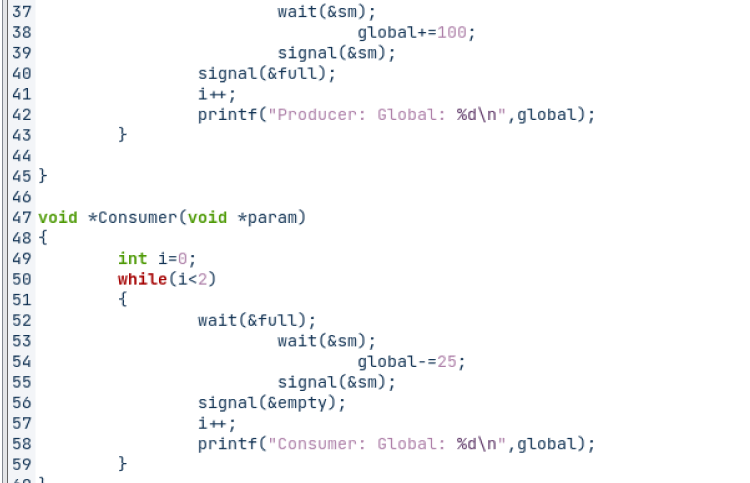 37                         wait(&sm);
38                                 global+=100;
39                         signal(&sm);
40                 signal(&full);
41                 i++;
42                 printf("Producer: Global: %d\n",global);
43         }
44
45 }
46
47 void *Consumer(void *param)
48 {
49         int i=0;
50         while(i<2)
51         {
52                 wait(&full);
53                         wait(&sm);
54                                 global-=25;
55                         signal(&sm);
56                 signal(&empty);
57                 i++;
58                 printf("Consumer: Global: %d\n",global);
59         }